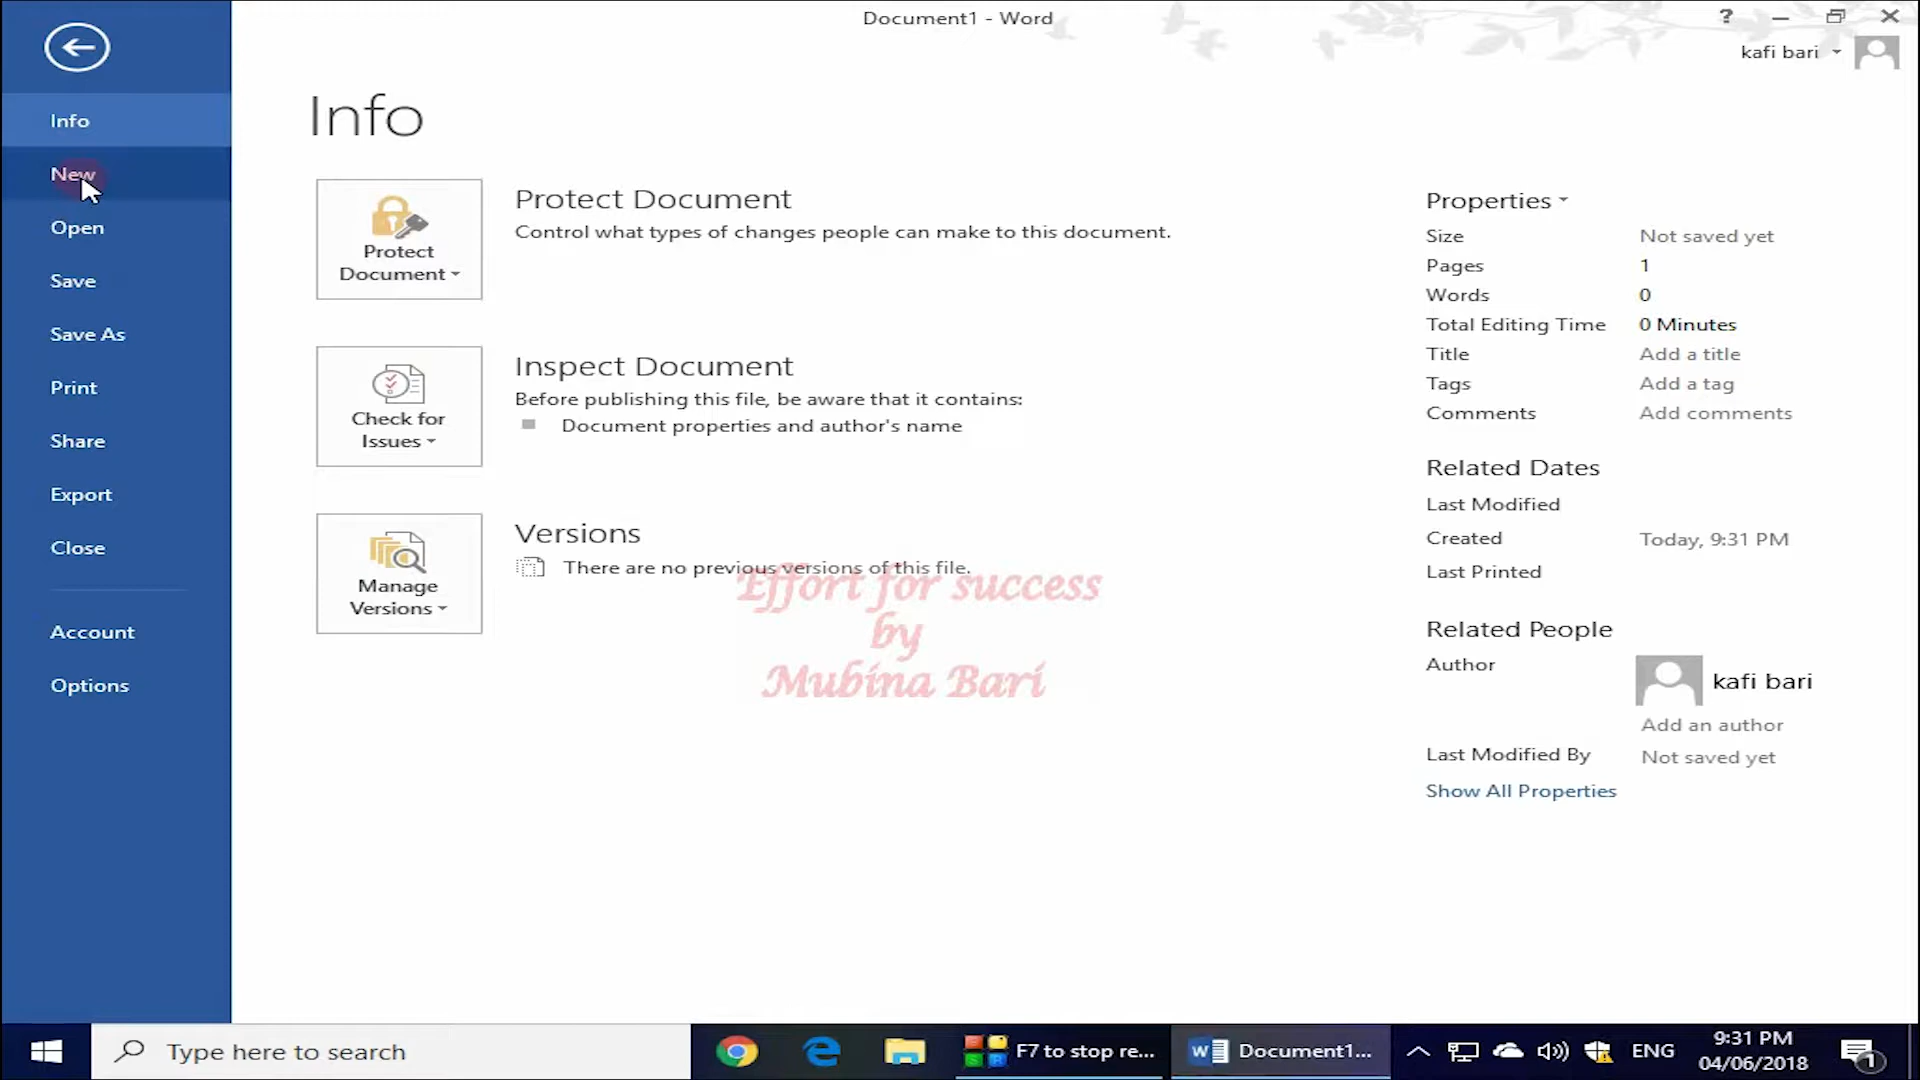 Document1 - Word
?
kafi bari
Info
New
Open
Save
Save As
Print
Share
Export
Close
Account
Options
Info
Protect
Document
Protect Document
Control what types of changes people can make to this document.
Check for
Issues
Inspect Document
Before publishing this file, be aware that it contains:
Document properties and author's name
Manage
Versions
Versions
There are no previous versions of this file.
Effort for success
by
Mubina Bari
Properties
Size Not saved yet
Pages 1
Words 0
Total Editing Time 0 Minutes
Title Add a title
Tags Add a tag
Comments Add comments
Related Dates
Last Modified
Created Today, 9:31 PM
Last Printed
Related People
Author kafi bari
Add an author
Last Modified By Not saved yet
Show All Properties
Type here to search
F7 to stop re...
Document1...
ENG
9:31 PM
04/06/2018
1